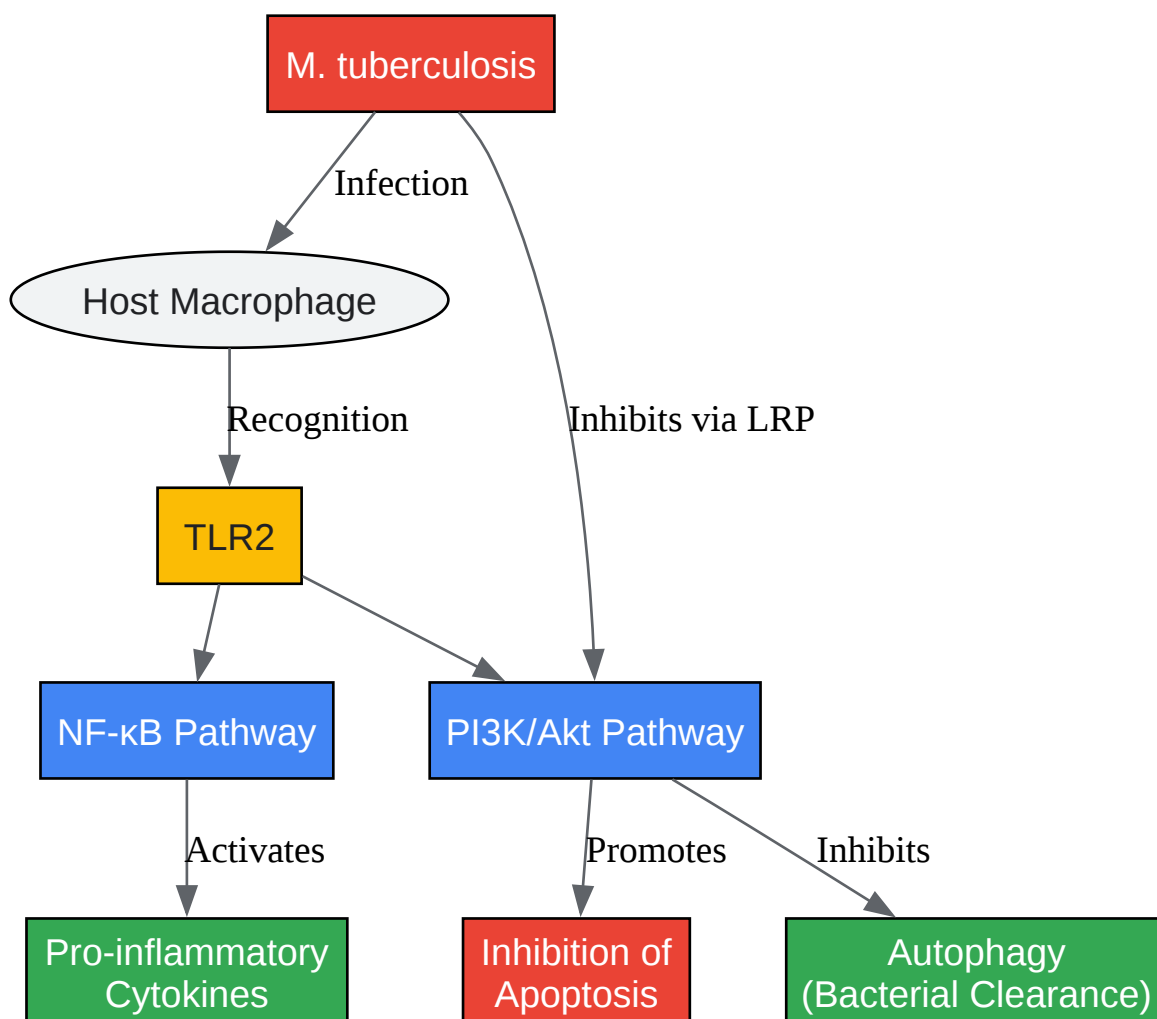 M. tuberculosis
Infection
Host Macrophage
Recognition
Inhibits via LRP
TLR2
NF-κB Pathway
PI3K/Akt Pathway
Activates
Promotes
Inhibits
Pro-inflammatory
Cytokines
Inhibition of
Apoptosis
Autophagy
(Bacterial Clearance)